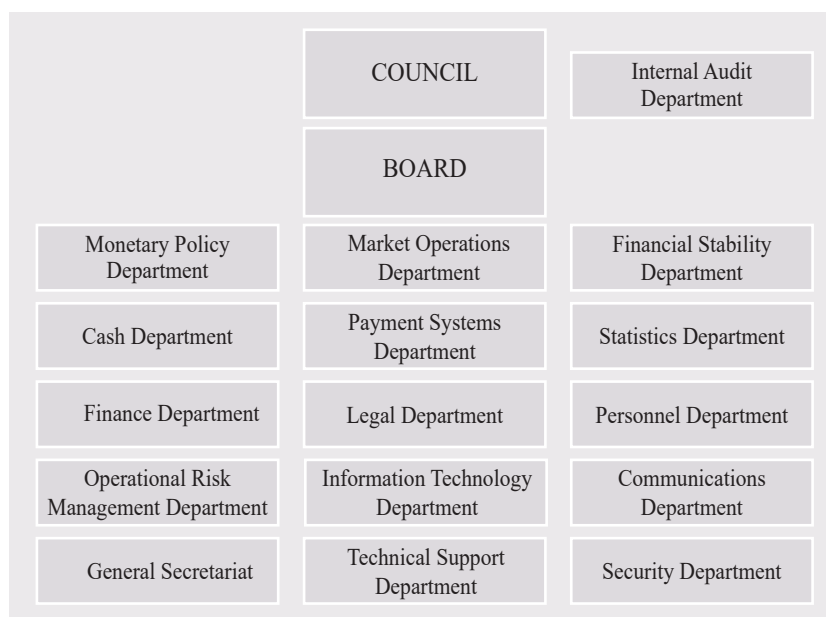 COUNCIL
Internal Audit
Department
BOARD
Monetary Policy
Department
Market Operations
Department
Financial Stability
Department
Cash Department
Payment Systems
Department
Statistics Department
Finance Department
Legal Department
Personnel Department
Operational Risk
Management Department
Information Technology
Department
Communications
Department
General Secretariat
Technical Support
Department
Security Department